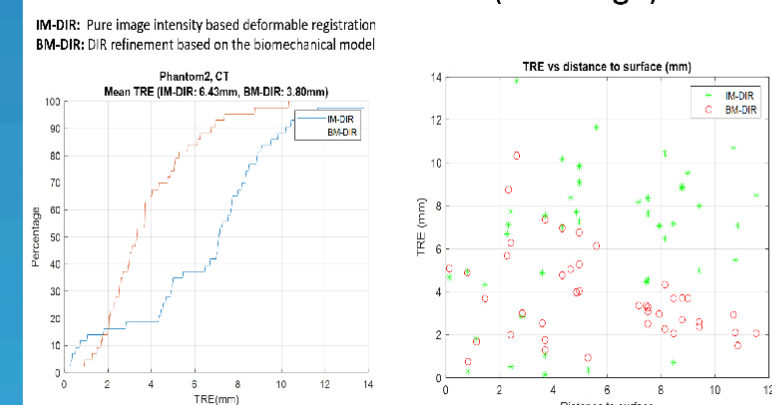 IM-DIR: Pure image intensity based deformable registration
BM-DIR: DIR refinement based on the biomechanical model
Phantom2, CT
Mean TRE (IM-DIR: 6.43mm, BM-DIR: 3.80mm)
100
90
80
70
60
50
40
30
20
10
0
Percentage
IM-DIR
BM-DIR
0 2 4 6 8 10 12 14
TRE(mm)
TRE vs distance to surface (mm)
14
12
10
8
6
4
2
0
TRE (mm)
IM-DIR
BM-DIR
0 2 4 6 8 10 12
Distance to surface